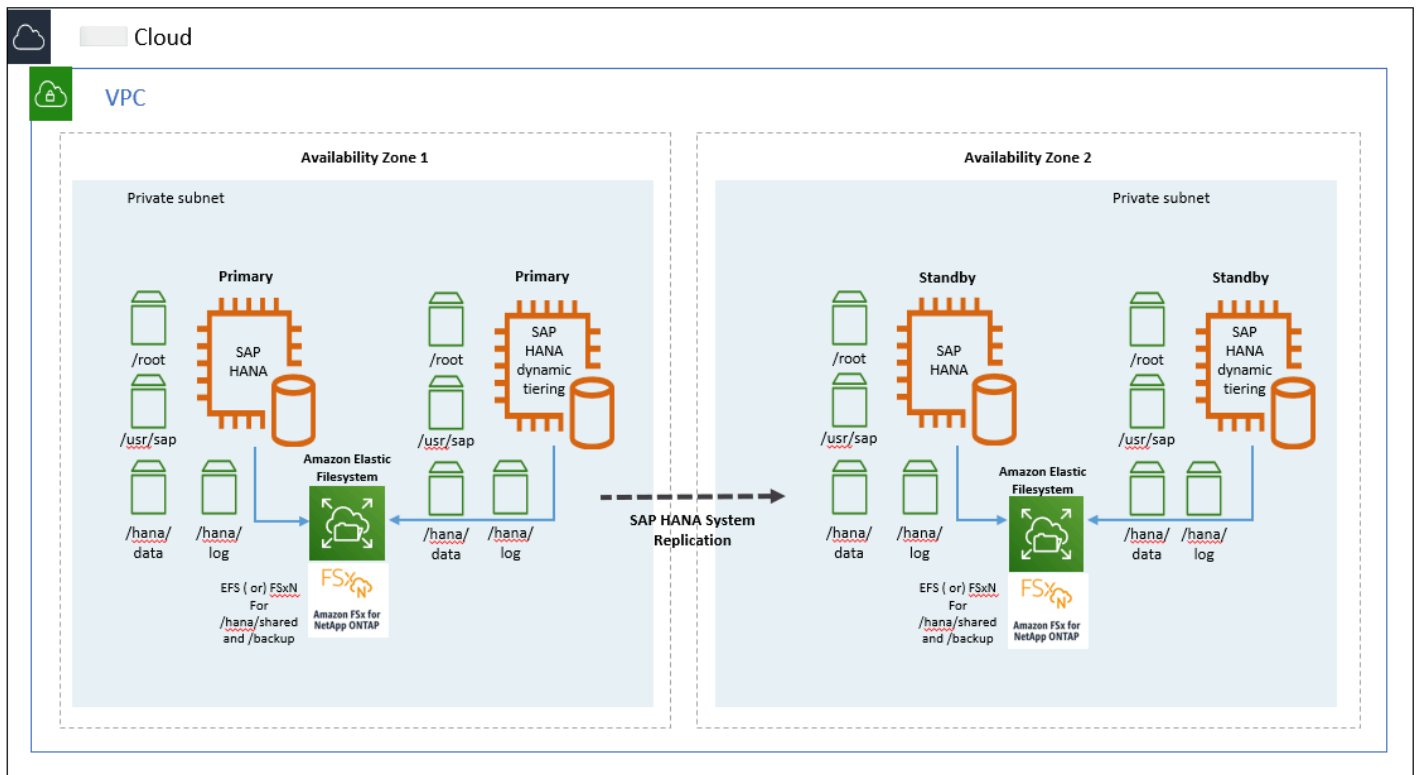 Cloud
VPC
Availability Zone 1
Private subnet
Primary
Primary
/root
SAP
HANA
/root
SAP
HANA
dynamic
tiering
/usr/sap
/usr/sap
Amazon Elastic
Filesystem
/hana/
data
/hana/
log
/hana/
data
/hana/
log
EFS ( or) FSxN
For
/hana/shared
and /backup
FSx
N
Amazon FSx for
NetApp ONTAP
SAP HANA System
Replication
Availability Zone 2
Private subnet
Standby
Standby
/root
SAP
HANA
/root
SAP
HANA
dynamic
tiering
/usr/sap
/usr/sap
Amazon Elastic
Filesystem
/hana/
data
/hana/
log
/hana/
data
/hana/
log
EFS ( or) FSxN
For
/hana/shared
and /backup
FSx
N
Amazon FSx for
NetApp ONTAP